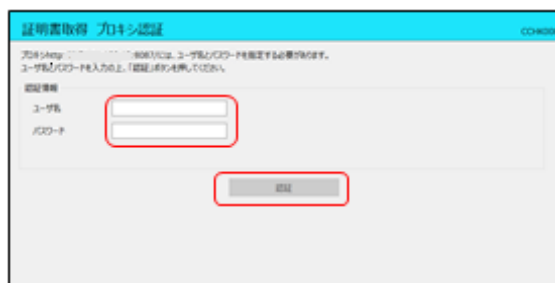 証明書取得 プロキシ認証
プロキシhttp 8087には、ユーザ名とパスワードを指定する必要があります。
ユーザ名とパスワードを入力の上、「認証」ボタンを押してください。
認証情報
ユーザ名
パスワード
認証